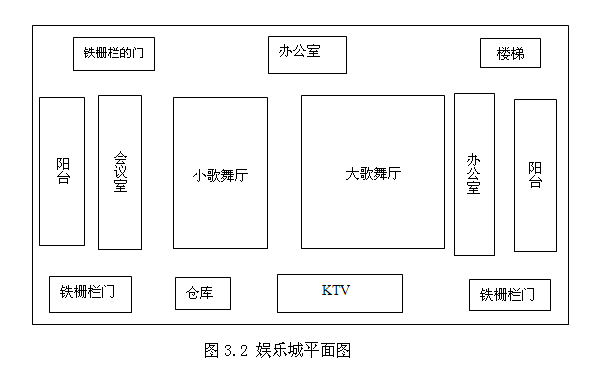 铁栅栏的门
办公室
楼梯
阳台
会议室
小歌舞厅
大歌舞厅
办公室
阳台
铁栅栏门
仓库
KTV
铁栅栏门
图 3.2 娱乐城平面图